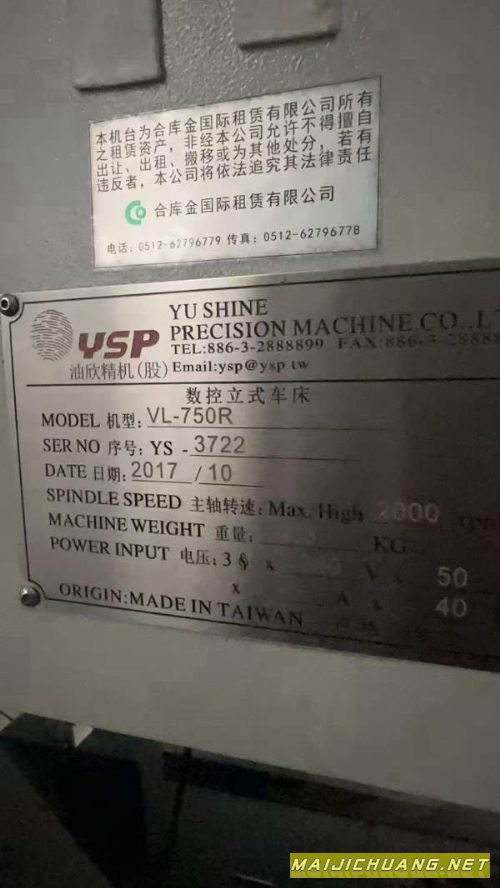 本机台为合库金国际租赁有限公司所有
之租赁资产，非经本公司允许不得擅自
出让、出租、搬移或为其他处分，若有
违反者，本公司将依法追究其法律责任
合库金国际租赁有限公司
电话：0512-62796779 传真：0512-62796778
YSP
油欣精机(股)
YU SHINE
PRECISION MACHINE CO.,
TEL:886-3-2888899 FAX:886-3-
Email:ysp@ysp tw
数控立式车床
MODEL 机型: VL-750R
SER NO 序号: YS - 3722
DATE 日期: 2017 / 10
SPINDLE SPEED 主轴转速: Max. High 2000 rpm
MACHINE WEIGHT 重量: KG
POWER INPUT 电压: 3 § x V x 50
x A x 40
ORIGIN:MADE IN TAIWAN
MAIJICHUANG.NET